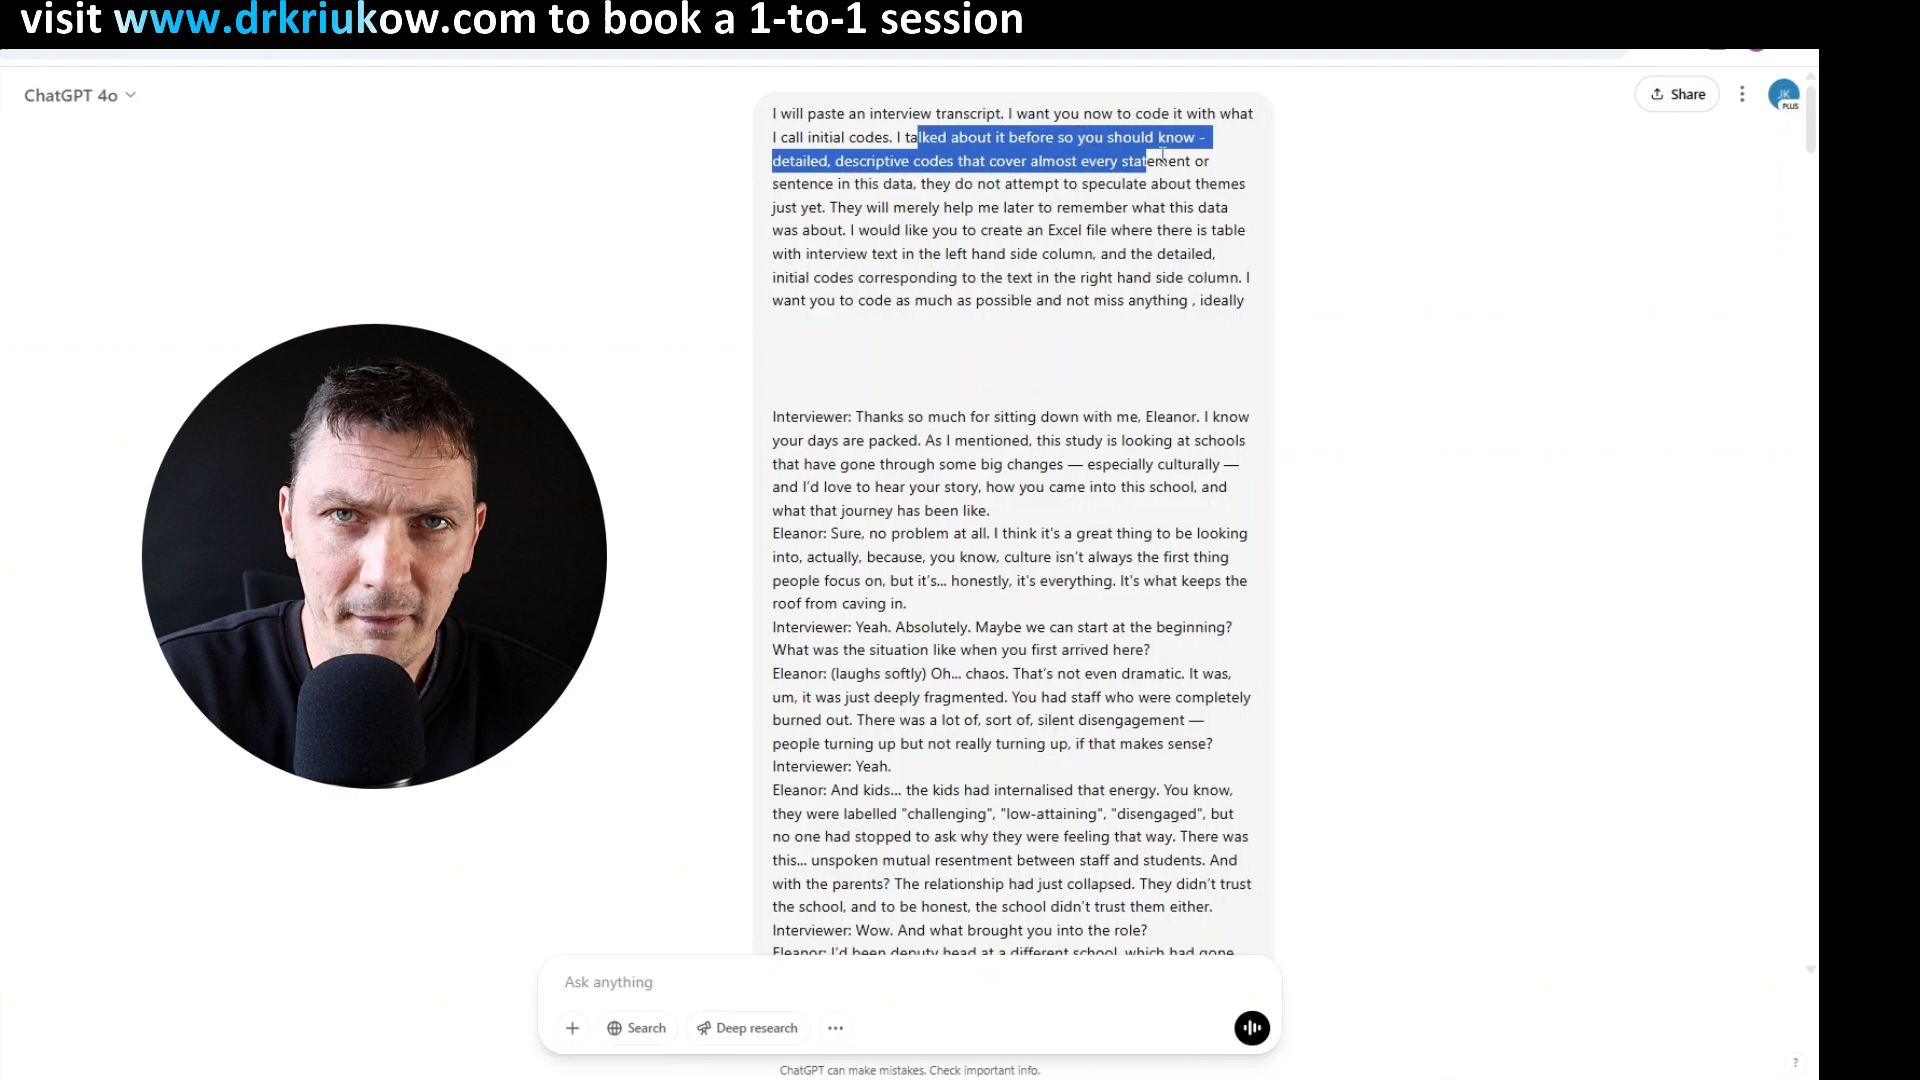 visit www.drkriukow.com to book a 1-to-1 session
ChatGPT 4o
Share
JK
PLUS
I will paste an interview transcript. I want you now to code it with what
I call initial codes. I talked about it before so you should know -
detailed, descriptive codes that cover almost every statement or
sentence in this data, they do not attempt to speculate about themes
just yet. They will merely help me later to remember what this data
was about. I would like you to create an Excel file where there is table
with interview text in the left hand side column, and the detailed,
initial codes corresponding to the text in the right hand side column. I
want you to code as much as possible and not miss anything , ideally
Interviewer: Thanks so much for sitting down with me, Eleanor. I know
your days are packed. As I mentioned, this study is looking at schools
that have gone through some big changes — especially culturally —
and I'd love to hear your story, how you came into this school, and
what that journey has been like.
Eleanor: Sure, no problem at all. I think it's a great thing to be looking
into, actually, because, you know, culture isn't always the first thing
people focus on, but it's... honestly, it's everything. It's what keeps the
roof from caving in.
Interviewer: Yeah. Absolutely. Maybe we can start at the beginning?
What was the situation like when you first arrived here?
Eleanor: (laughs softly) Oh... chaos. That's not even dramatic. It was,
um, it was just deeply fragmented. You had staff who were completely
burned out. There was a lot of, sort of, silent disengagement —
people turning up but not really turning up, if that makes sense?
Interviewer: Yeah.
Eleanor: And kids... the kids had internalised that energy. You know,
they were labelled "challenging", "low-attaining", "disengaged", but
no one had stopped to ask why they were feeling that way. There was
this... unspoken mutual resentment between staff and students. And
with the parents? The relationship had just collapsed. They didn't trust
the school, and to be honest, the school didn't trust them either.
Interviewer: Wow. And what brought you into the role?
Eleanor: I'd been deputy head at a different school, which had gone
Ask anything
Search
Deep research
ChatGPT can make mistakes. Check important info.
?